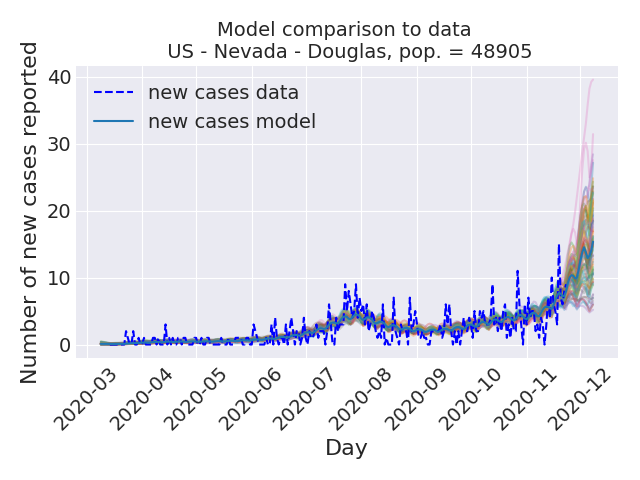 Model comparison to data
US - Nevada - Douglas, pop. = 48905
Number of new cases reported
40
30
20
10
0
new cases data
new cases model
2020-03
2020-04
2020-05
2020-06
2020-07
2020-08
2020-09
2020-10
2020-11
2020-12
Day